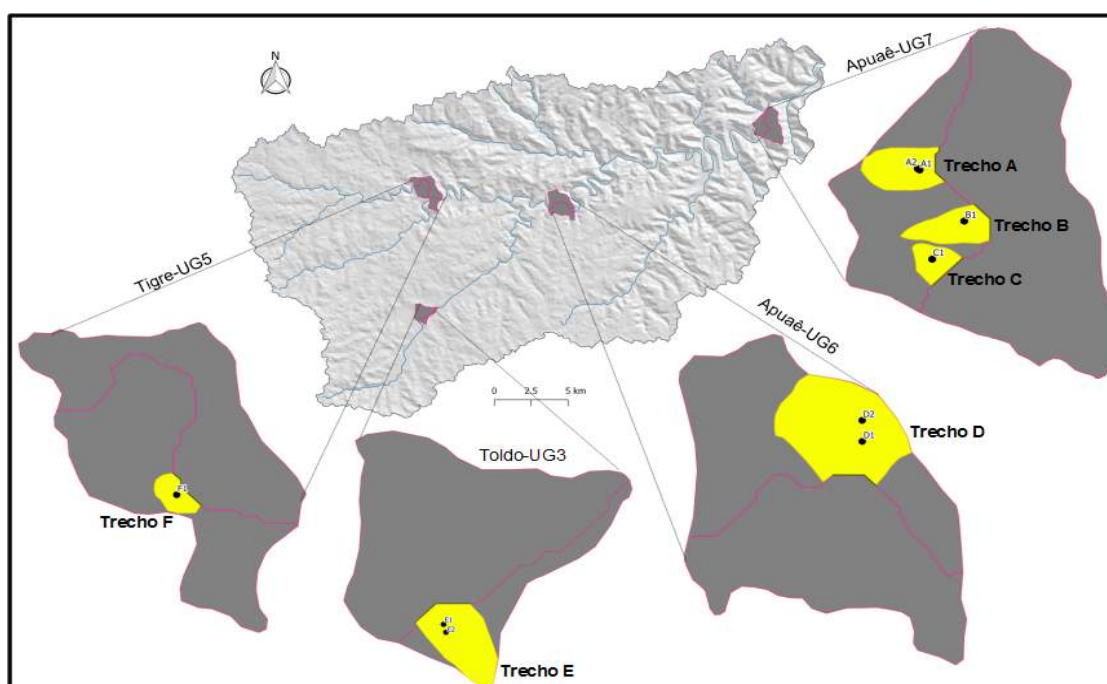 N
Apuaê-UG7
A2 A1
Trecho A
B1
Trecho B
C1
Trecho C
Tigre-UG5
Apuaê-UG6
0 2.5 5 km
D2
D1
Trecho D
Toldo-UG3
F1
Trecho F
E1
E2
Trecho E